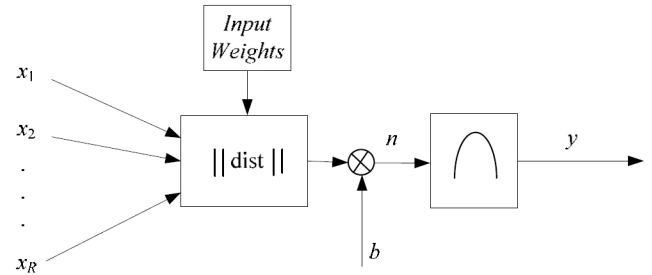 Input
Weights
x1
x2
.
.
.
xR
|| dist ||
n
y
b